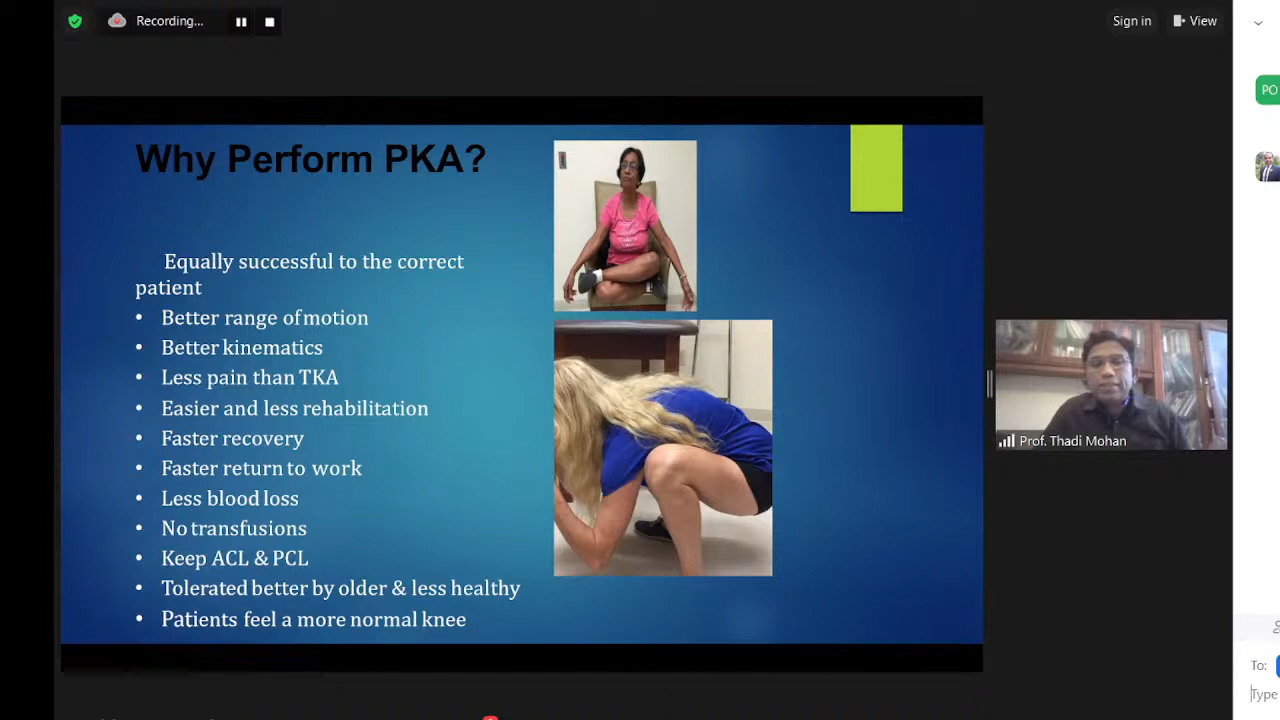 Recording...
Sign in
View
PO
Why Perform PKA?
Equally successful to the correct
patient
• Better range of motion
• Better kinematics
• Less pain than TKA
• Easier and less rehabilitation
• Faster recovery
• Faster return to work
• Less blood loss
• No transfusions
• Keep ACL & PCL
• Tolerated better by older & less healthy
• Patients feel a more normal knee
Prof. Thadi Mohan
To:
Type